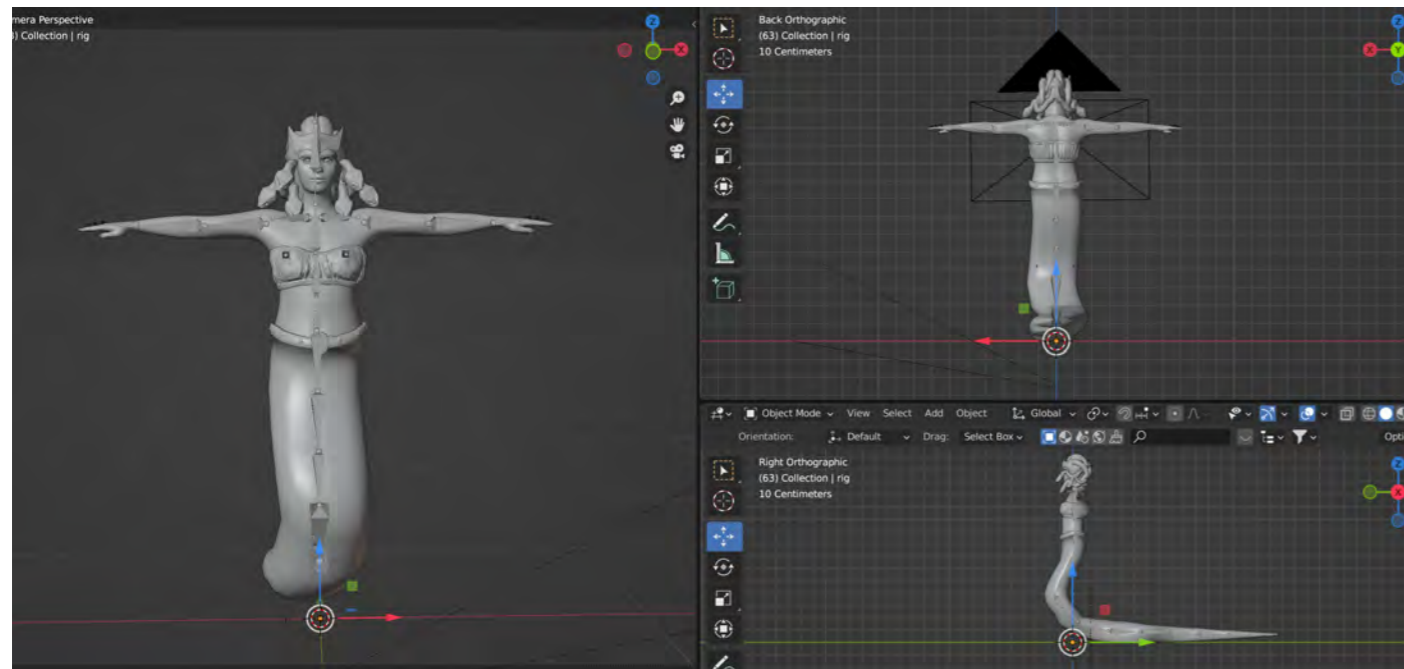 mera Perspective
) Collection | rig
Z
X
Back Orthographic
(63) Collection | rig
10 Centimeters
Z
X
Y
Object Mode View Select Add Object Global
Orientation: Default Drag: Select Box Opti
Right Orthographic
(63) Collection | rig
10 Centimeters
Z
X